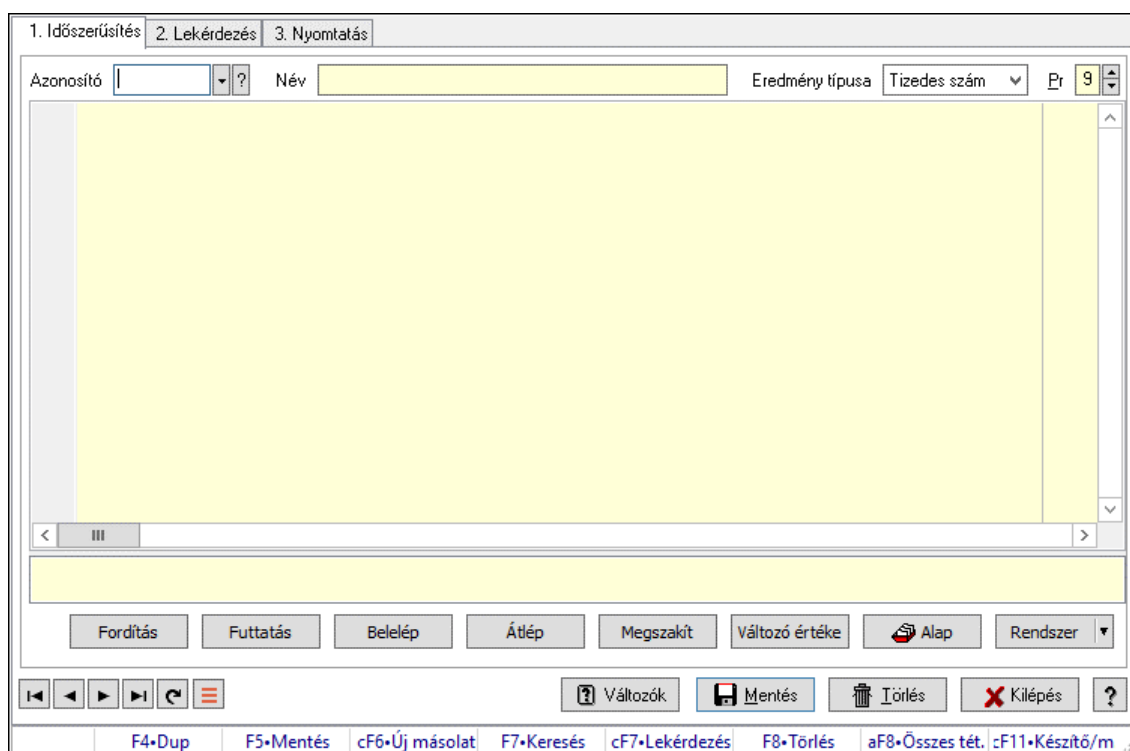 1. Időszerűsítés 2. Lekérdezés 3. Nyomtatás
Azonosító ? Név Eredmény típusa Tizedes szám Pr 9
Fordítás Futtatás Belelép Átlép Megszakít Változó értéke Alap Rendszer
? Változók Mentés Törlés Kilépés ?
F4•Dup F5•Mentés cF6•Új másolat F7•Keresés cF7•Lekérdezés F8•Törlés aF8•Összes tét. cF11•Készítő/m